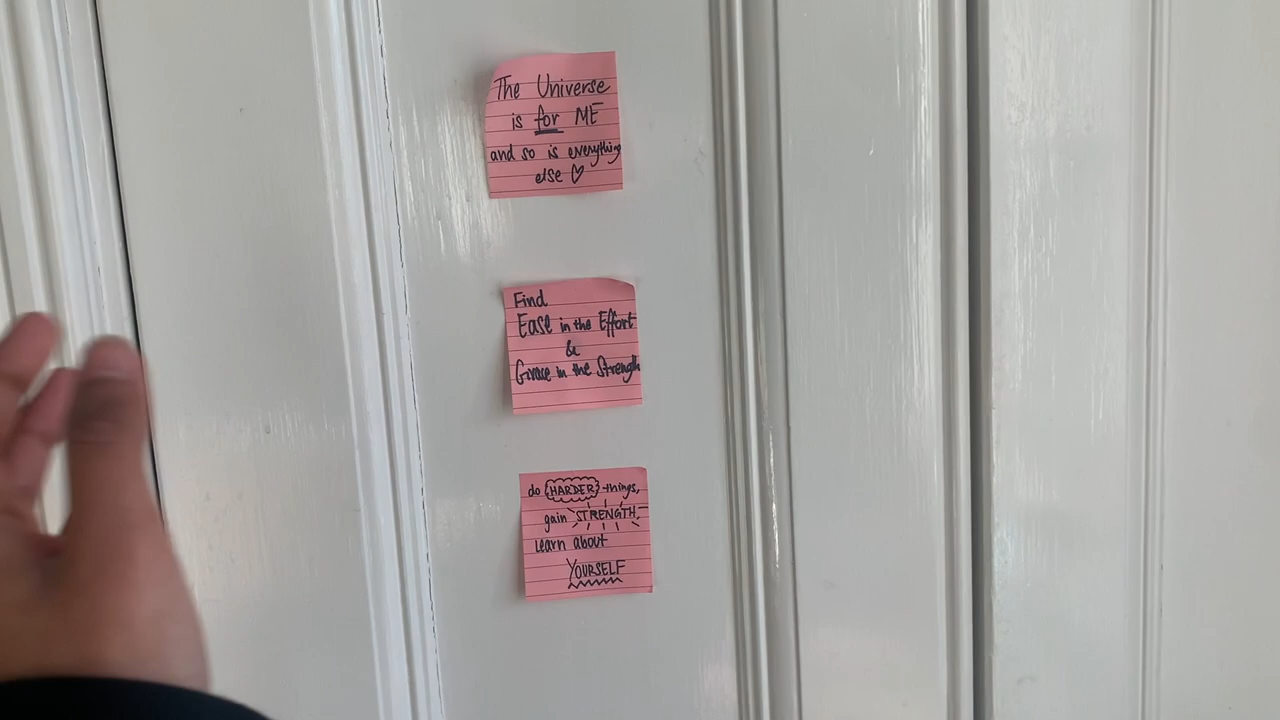 The Universe
is for ME
and so is everything
else ♡
Find
Ease in the Effort
&
Grace in the Strength
do HARDER things,
gain STRENGTH,
Learn about
YOURSELF